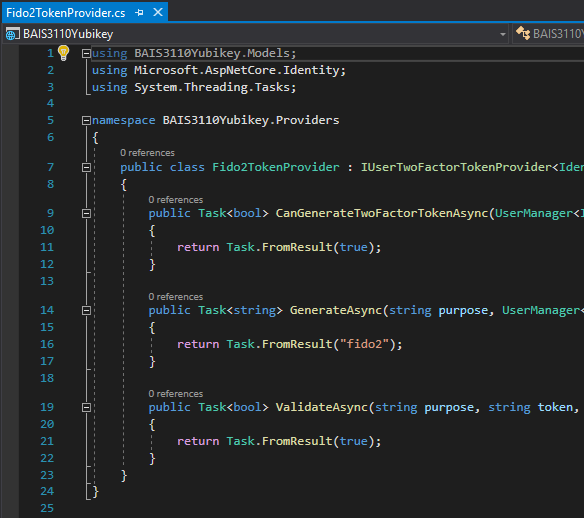 Fido2TokenProvider.cs
BAIS3110Yubikey BAIS3110Y
1 using BAIS3110Yubikey.Models;
2 using Microsoft.AspNetCore.Identity;
3 using System.Threading.Tasks;
4
5 namespace BAIS3110Yubikey.Providers
6 {
0 references
7 public class Fido2TokenProvider : IUserTwoFactorTokenProvider<Iden
8 {
0 references
9 public Task<bool> CanGenerateTwoFactorTokenAsync(UserManager<I
10 {
11 return Task.FromResult(true);
12 }
13
0 references
14 public Task<string> GenerateAsync(string purpose, UserManager<
15 {
16 return Task.FromResult("fido2");
17 }
18
0 references
19 public Task<bool> ValidateAsync(string purpose, string token,
20 {
21 return Task.FromResult(true);
22 }
23 }
24 }
25